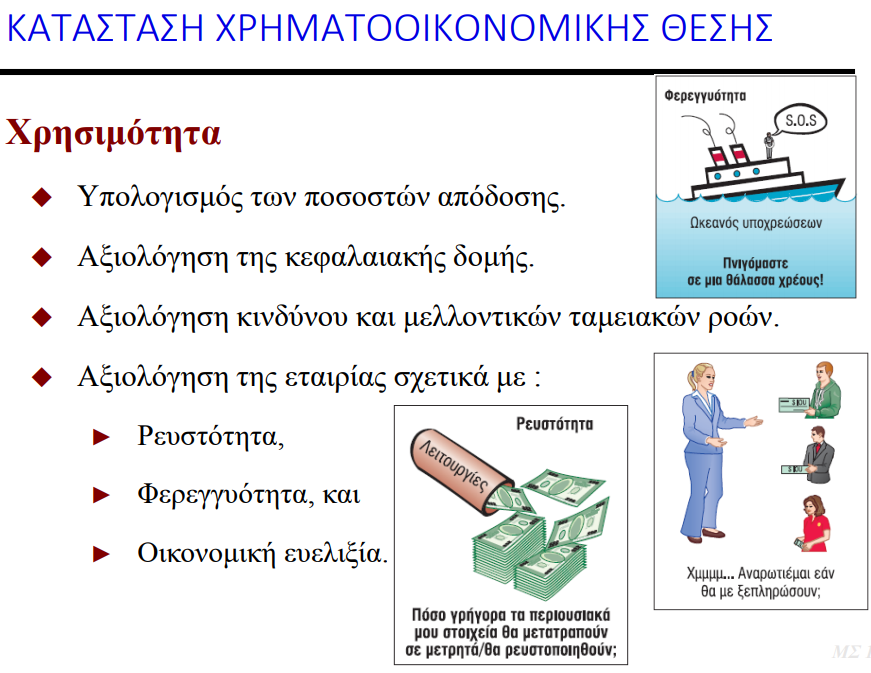 ΚΑΤΑΣΤΑΣΗ ΧΡΗΜΑΤΟΟΙΚΟΝΟΜΙΚΗΣ ΘΕΣΗΣ
Χρησιμότητα
Υπολογισμός των ποσοστών απόδοσης.
Αξιολόγηση της κεφαλαιακής δομής.
Αξιολόγηση κινδύνου και μελλοντικών ταμειακών ροών.
Αξιολόγηση της εταιρίας σχετικά με :
Ρευστότητα,
Φερεγγυότητα, και
Οικονομική ευελιξία.
Φερεγγυότητα
S.O.S
Ωκεανός υποχρεώσεων
Πνιγόμαστε
σε μια θάλασσα χρέους!
Ρευστότητα
Λειτουργίες
Πόσο γρήγορα τα περιουσιακά
μου στοιχεία θα μετατραπούν
σε μετρητά/θα ρευστοποιηθούν;
$ IOU
$ IOU
Χμμμμ... Αναρωτιέμαι εάν
θα με ξεπληρώσουν;
ΜΣ